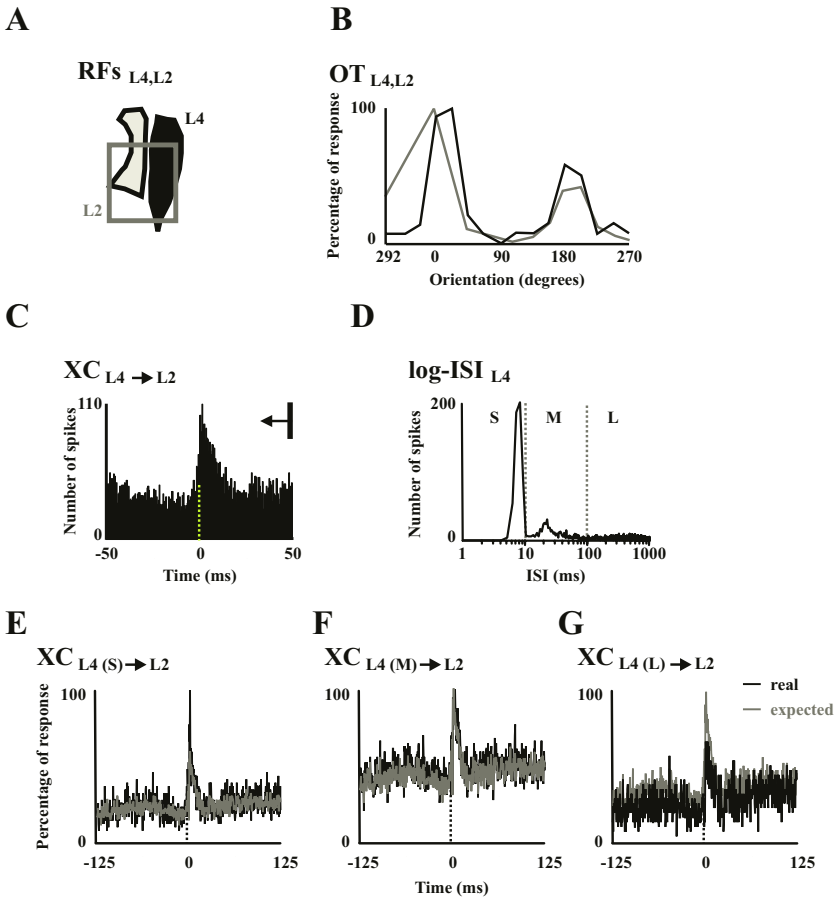 A
B
RFs L4,L2
L4
L2
OT L4,L2
Percentage of response
100
0
292 0 90 180 270
Orientation (degrees)
C
D
XC L4 → L2
Number of spikes
110
0
-50 0 50
Time (ms)
log-ISI L4
Number of spikes
200
0
S M L
1 10 100 1000
ISI (ms)
E
F
G
XC L4 (S) → L2
XC L4 (M) → L2
XC L4 (L) → L2
real
expected
Percentage of response
100
0
-125 0 125
100
0
-125 0 125
100
0
-125 0 125
Time (ms)